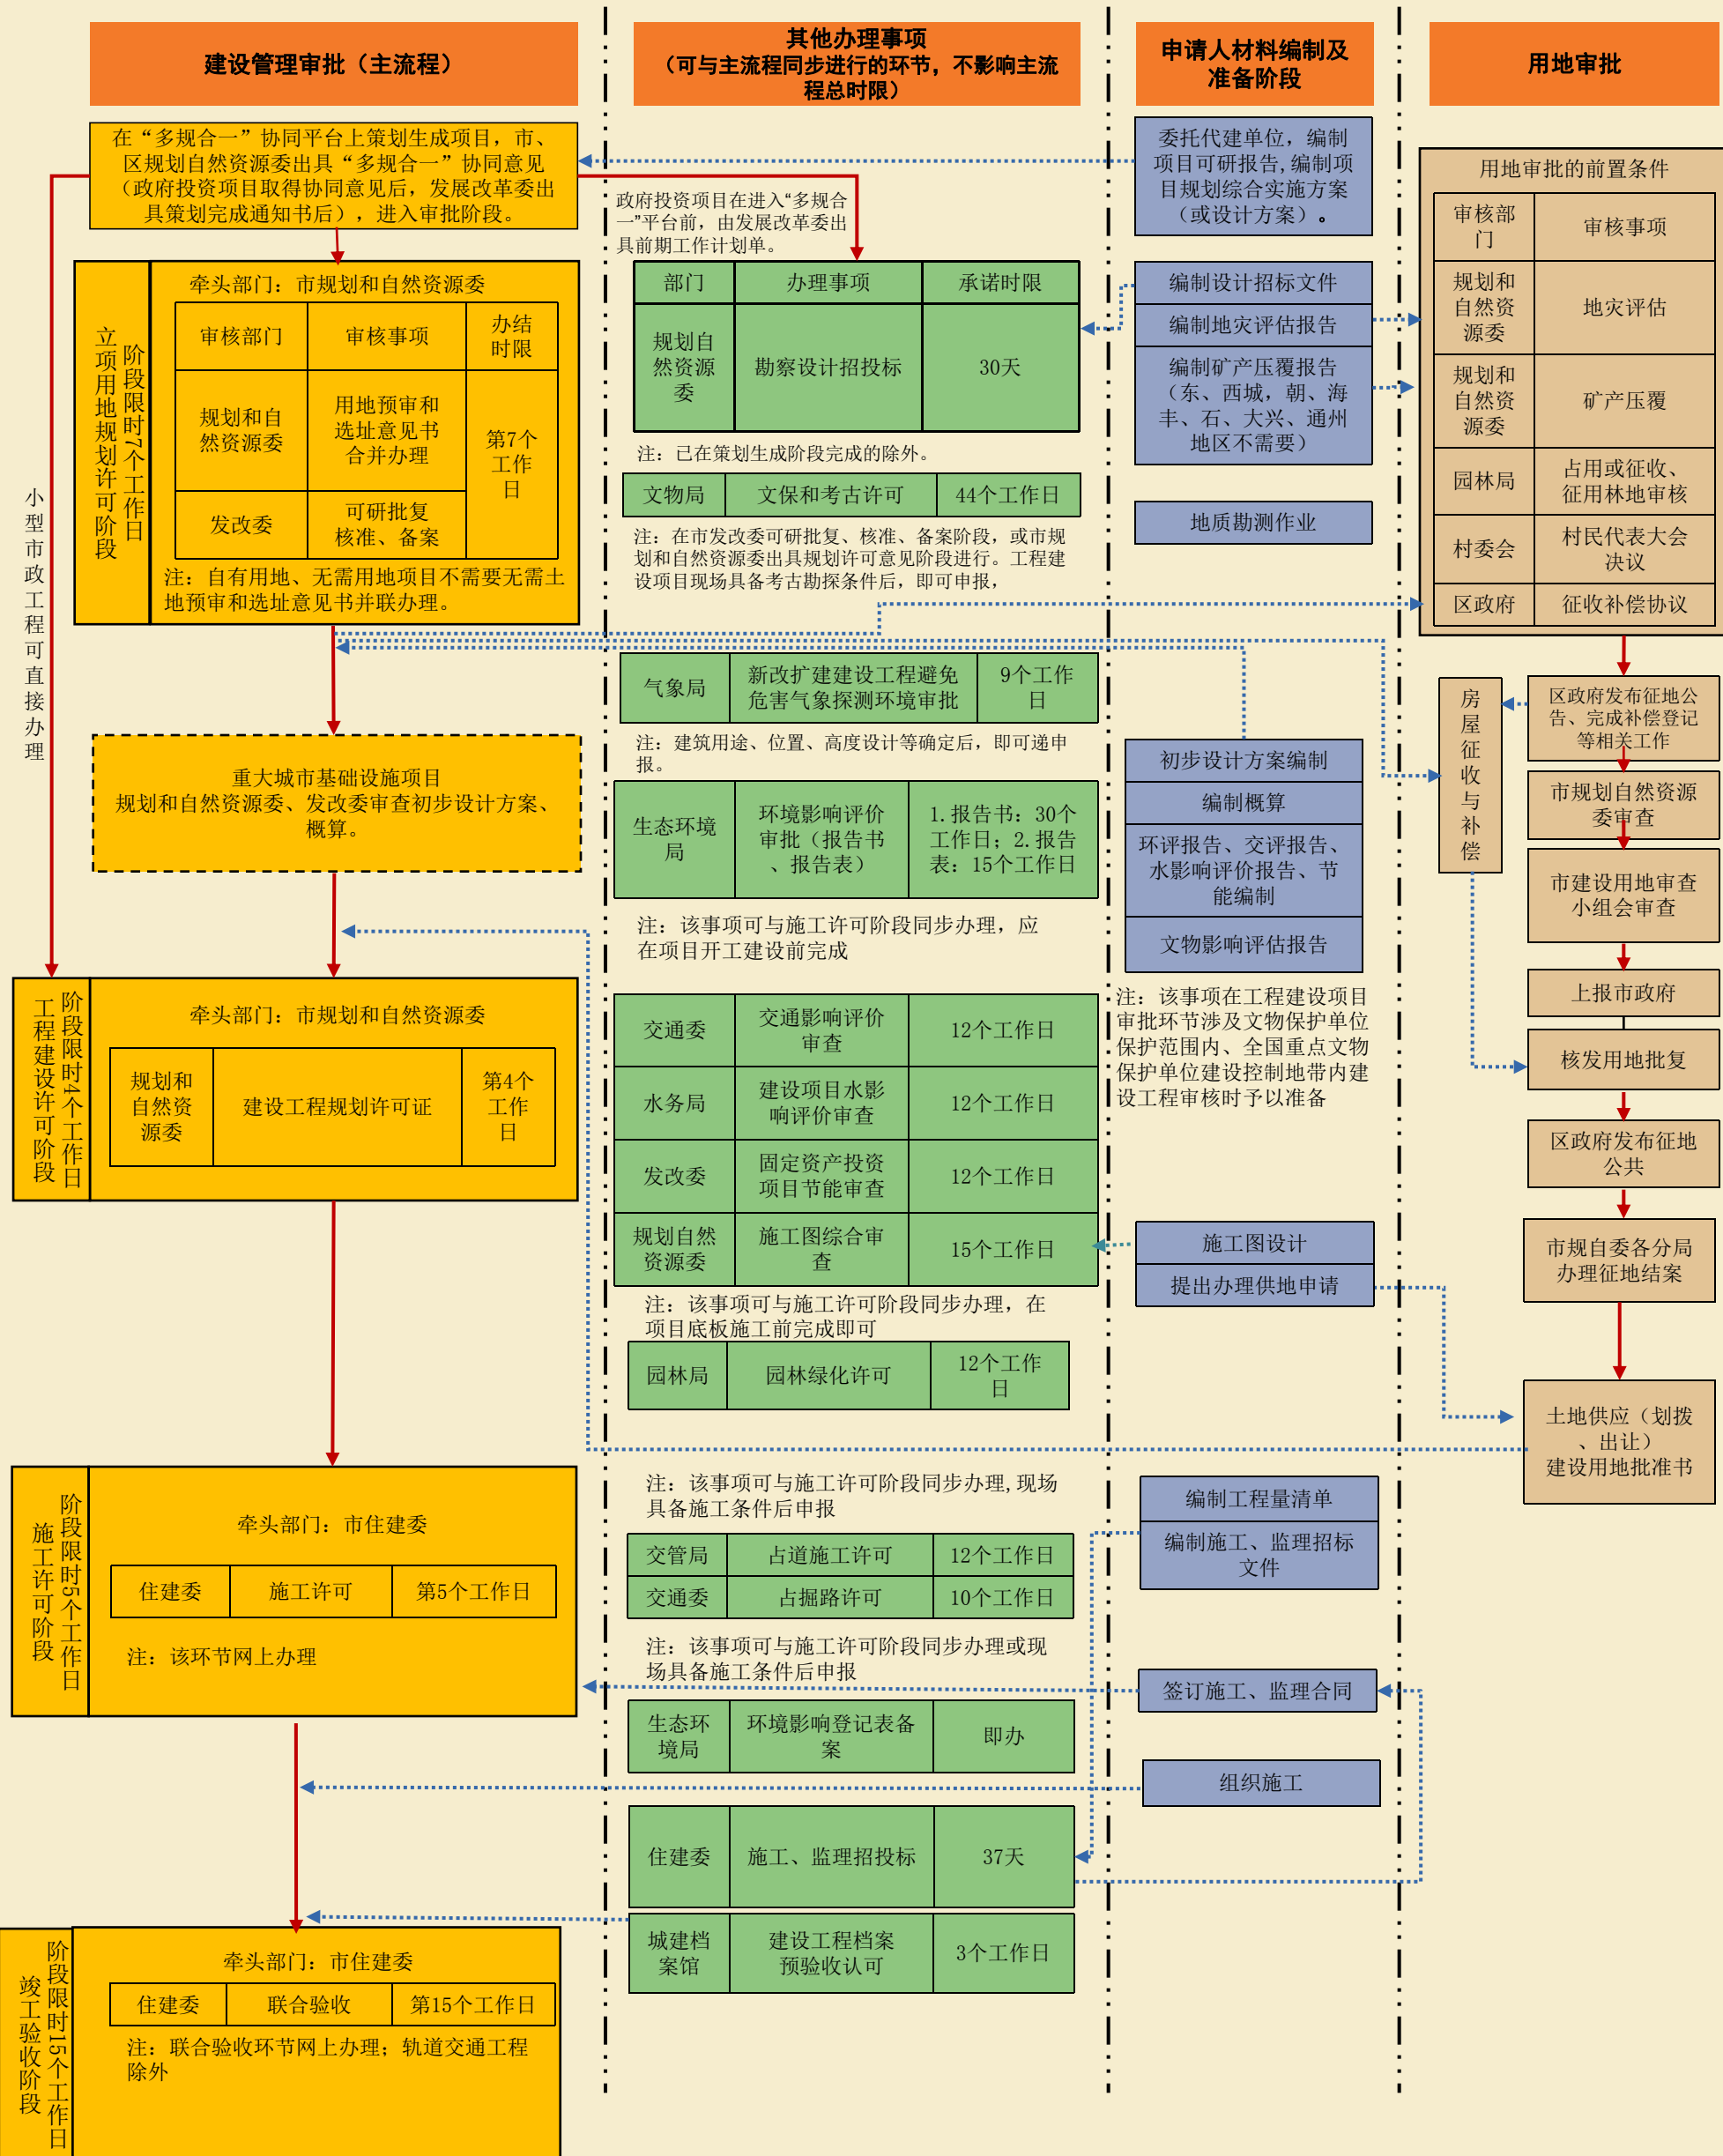 建设管理审批（主流程）
其他办理事项
（可与主流程同步进行的环节，不影响主流
程总时限）
申请人材料编制及
准备阶段
用地审批
在“多规合一”协同平台上策划生成项目，市、
区规划自然资源委出具“多规合一”协同意见
（政府投资项目取得协同意见后，发展改革委出
具策划完成通知书后），进入审批阶段。
小型市政工程可直接办理
立项用地规划许可阶段
阶段限时7个工作日
牵头部门：市规划和自然资源委
审核部门
审核事项
办结
时限
规划和自
然资源委
用地预审和
选址意见书
合并办理
第7个
工作
日
发改委
可研批复
核准、备案
注：自有用地、无需用地项目不需要无需土
地预审和选址意见书并联办理。
重大城市基础设施项目
规划和自然资源委、发改委审查初步设计方案、
概算。
工程建设许可阶段
阶段限时4个工作日
牵头部门：市规划和自然资源委
规划和
自然资
源委
建设工程规划许可证
第4个
工作
日
施工许可阶段
阶段限时5个工作日
牵头部门：市住建委
住建委
施工许可
第5个工作日
注：该环节网上办理
竣工验收阶段
阶段限时15个工作日
牵头部门：市住建委
住建委
联合验收
第15个工作日
注：联合验收环节网上办理；轨道交通工程
除外
政府投资项目在进入“多规合
一”平台前，由发展改革委出
具前期工作计划单。
部门
办理事项
承诺时限
规划自
然资源
委
勘察设计招投标
30天
注：已在策划生成阶段完成的除外。
文物局
文保和考古许可
44个工作日
注：在市发改委可研批复、核准、备案阶段，或市规
划和自然资源委出具规划许可意见阶段进行。工程建
设项目现场具备考古勘探条件后，即可申报，
气象局
新改扩建建设工程避免
危害气象探测环境审批
9个工作
日
注：建筑用途、位置、高度设计等确定后，即可递申
报。
生态环境
局
环境影响评价
审批（报告书
、报告表）
1.报告书：30个
工作日；2.报告
表：15个工作日
注：该事项可与施工许可阶段同步办理，应
在项目开工建设前完成
交通委
交通影响评价
审查
12个工作日
水务局
建设项目水影
响评价审查
12个工作日
发改委
固定资产投资
项目节能审查
12个工作日
规划自然
资源委
施工图综合审
查
15个工作日
注：该事项可与施工许可阶段同步办理，在
项目底板施工前完成即可
园林局
园林绿化许可
12个工作
日
注：该事项可与施工许可阶段同步办理,现场
具备施工条件后申报
交管局
占道施工许可
12个工作日
交通委
占掘路许可
10个工作日
注：该事项可与施工许可阶段同步办理或现
场具备施工条件后申报
生态环
境局
环境影响登记表备
案
即办
住建委
施工、监理招投标
37天
城建档
案馆
建设工程档案
预验收认可
3个工作日
委托代建单位，编制
项目可研报告,编制项
目规划综合实施方案
（或设计方案）。
编制设计招标文件
编制地灾评估报告
编制矿产压覆报告
（东、西城，朝、海
丰、石、大兴、通州
地区不需要）
地质勘测作业
初步设计方案编制
编制概算
环评报告、交评报告、
水影响评价报告、节
能编制
文物影响评估报告
注：该事项在工程建设项目
审批环节涉及文物保护单位
保护范围内、全国重点文物
保护单位建设控制地带内建
设工程审核时予以准备
施工图设计
提出办理供地申请
编制工程量清单
编制施工、监理招标
文件
签订施工、监理合同
组织施工
用地审批的前置条件
审核部
门
审核事项
规划和
自然资
源委
地灾评估
规划和
自然资
源委
矿产压覆
园林局
占用或征收、
征用林地审核
村委会
村民代表大会
决议
区政府
征收补偿协议
房屋征收与补偿
区政府发布征地公
告、完成补偿登记
等相关工作
市规划自然资源
委审查
市建设用地审查
小组会审查
上报市政府
核发用地批复
区政府发布征地
公共
市规自委各分局
办理征地结案
土地供应（划拨
、出让）
建设用地批准书